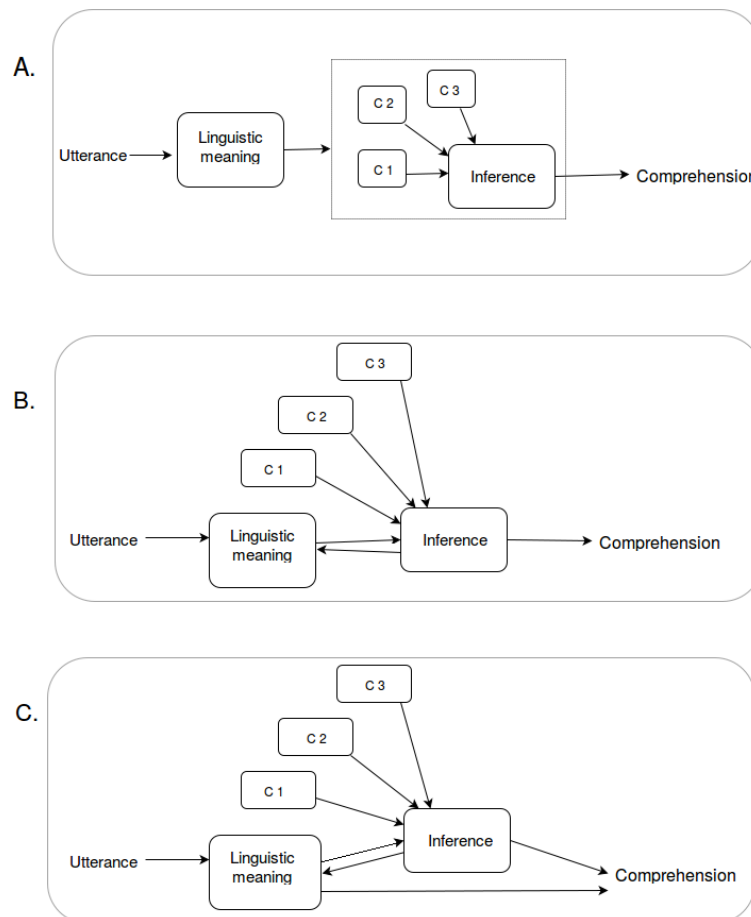 A.
C 2
C 3
Utterance
Linguistic
meaning
C 1
Inference
Comprehension
B.
C 3
C 2
C 1
Utterance
Linguistic
meaning
Inference
Comprehension
C.
C 3
C 2
C 1
Utterance
Linguistic
meaning
Inference
Comprehension